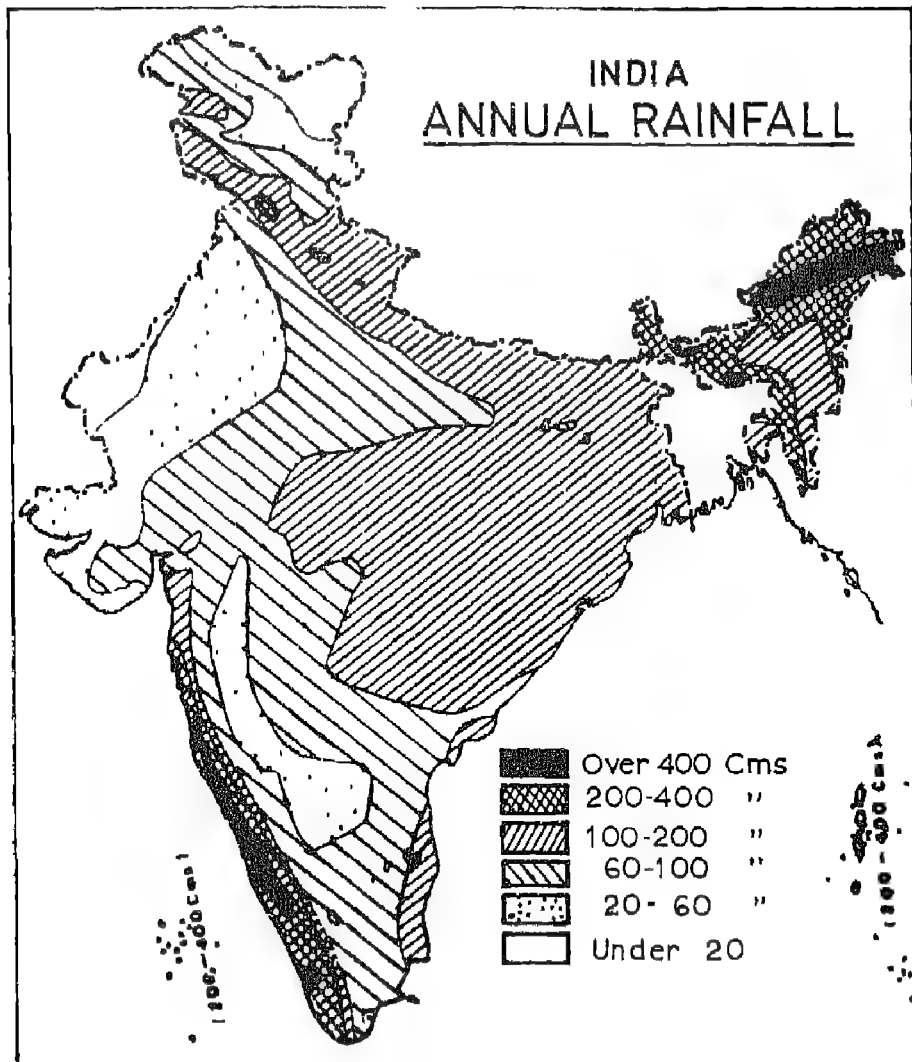 INDIA
ANNUAL RAINFALL
Over 400 Cms
200-400 "
100-200 "
60-100 "
20-60 "
Under 20